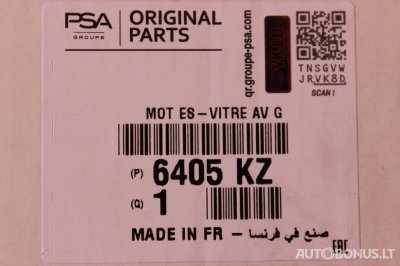 PSA
GROUPE
ORIGINAL
PARTS
qr.groupe-psa.com
TNSGVW
JRVK8D
SCAN !
MOT ES-VITRE AV G
(P) 6405 KZ
(Q) 1
MADE IN FR - صنع في فرنسا
EAC
AUTOBONUS.LT